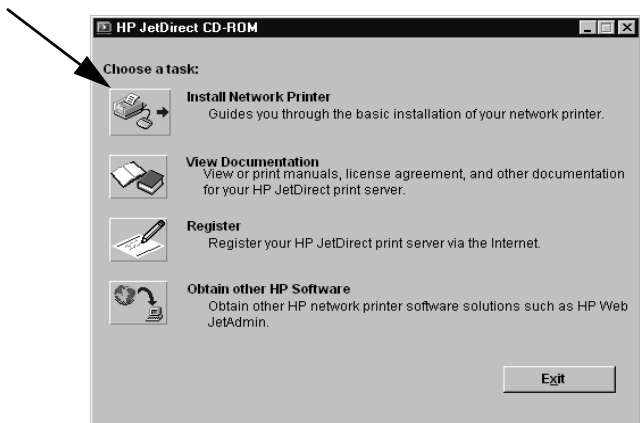 HP JetDirect CD-ROM
Choose a task:
Install Network Printer
Guides you through the basic installation of your network printer.
View Documentation
View or print manuals, license agreement, and other documentation
for your HP JetDirect print server.
Register
Register your HP JetDirect print server via the Internet.
Obtain other HP Software
Obtain other HP network printer software solutions such as HP Web
JetAdmin.
Exit